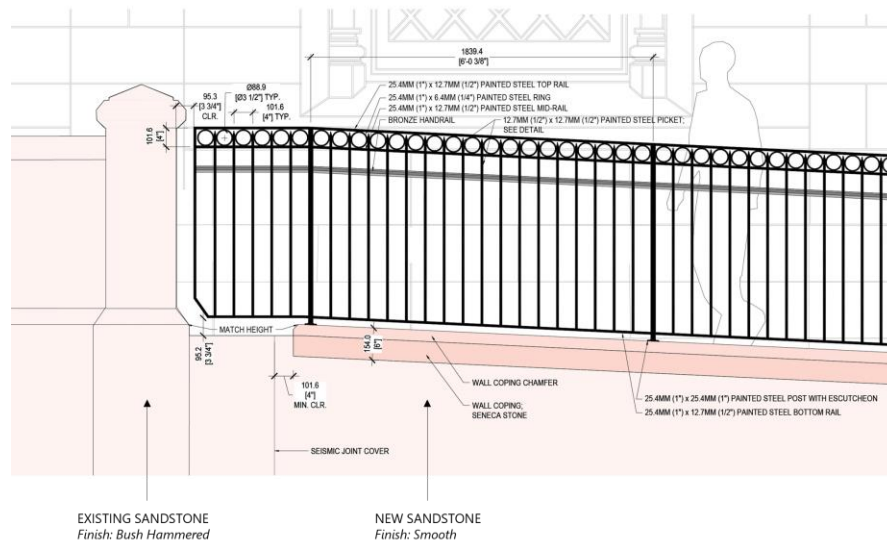 1839.4
[6'-0 3/8"]
95.3
[3 3/4"]
CLR.
Ø88.9
[Ø3 1/2"] TYP.
101.6
[4"] TYP.
25.4MM (1") x 12.7MM (1/2") PAINTED STEEL TOP RAIL
25.4MM (1") x 6.4MM (1/4") PAINTED STEEL RING
25.4MM (1") x 12.7MM (1/2") PAINTED STEEL MID-RAIL
BRONZE HANDRAIL
12.7MM (1/2") x 12.7MM (1/2") PAINTED STEEL PICKET;
SEE DETAIL
101.6
[4"]
MATCH HEIGHT
95.2
[3 3/4"]
154.0
[6"]
101.6
[4"]
MIN. CLR.
WALL COPING CHAMFER
WALL COPING;
SENECA STONE
25.4MM (1") x 25.4MM (1") PAINTED STEEL POST WITH ESCUTCHEON
25.4MM (1") x 12.7MM (1/2") PAINTED STEEL BOTTOM RAIL
SEISMIC JOINT COVER
EXISTING SANDSTONE
Finish: Bush Hammered
NEW SANDSTONE
Finish: Smooth